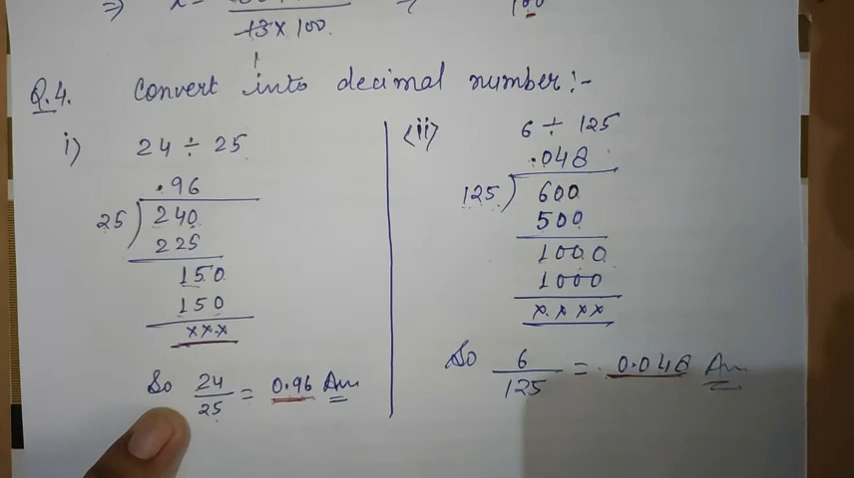 13 x 100
100
Q.4. Convert into decimal number :-
i) 24 ÷ 25
.96
25 ) 240
225
150
150
x x x
So 24/25 = 0.96 Ans
(ii) 6 ÷ 125
.048
125 ) 600
500
1000
1000
x x x x
So 6/125 = 0.048 Ans